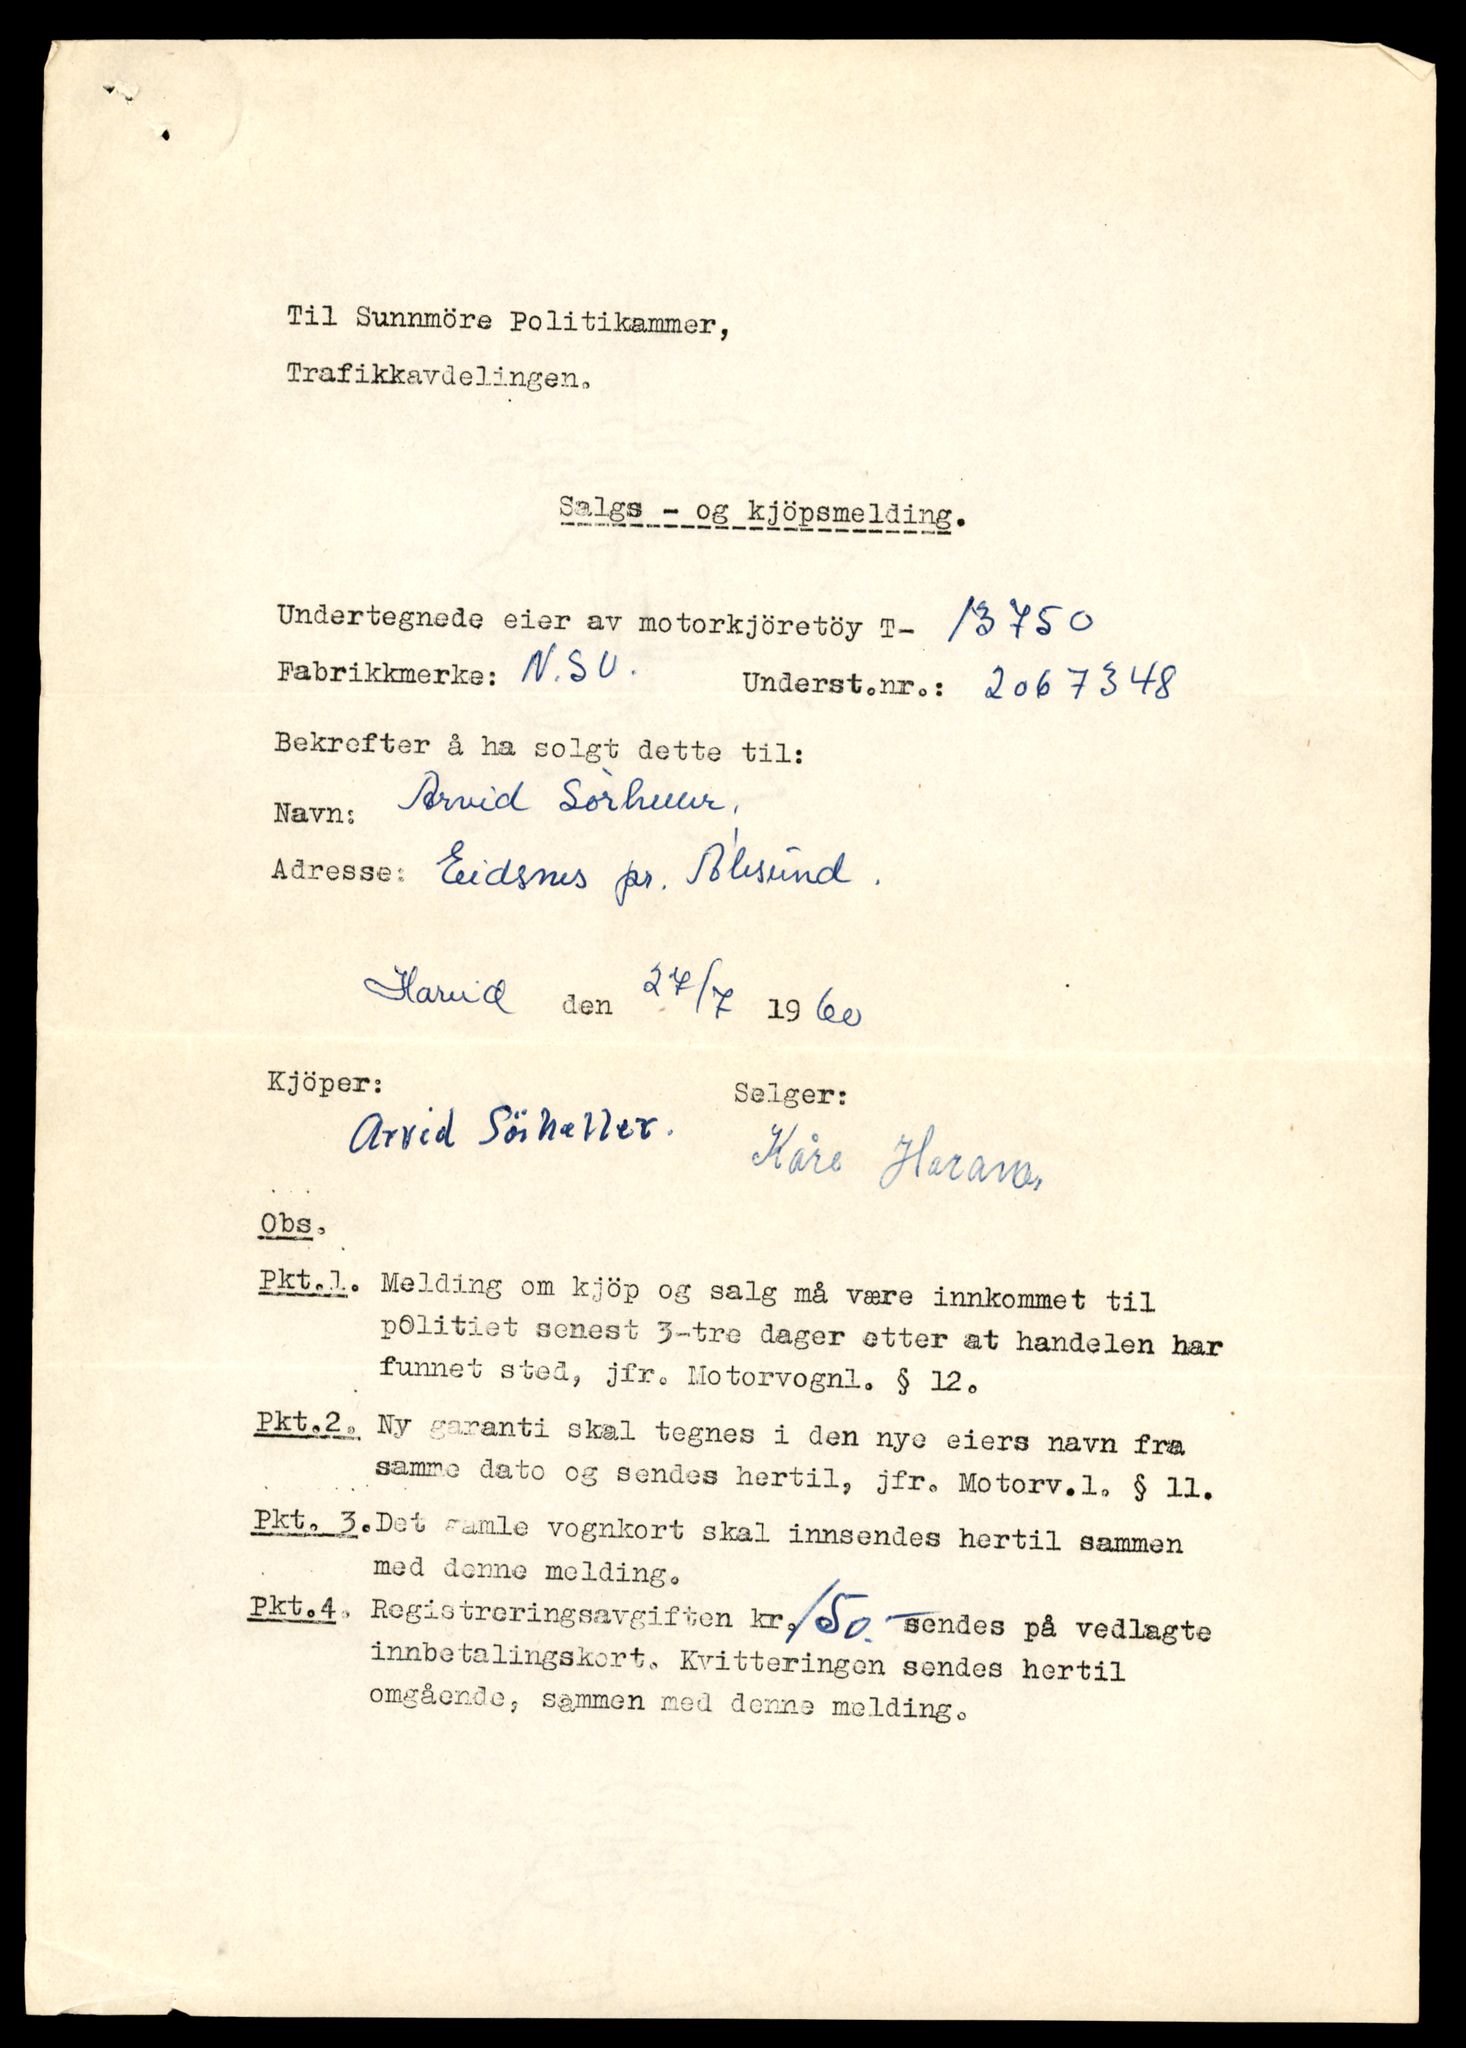 Til Sunnmöre Politikammer,
Trafikkavdelingen.
Salgs - og kjöpsmelding.
Undertegnede eier av motorkjöretöy T- 13750
Fabrikkmerke: N.SU. Underst.nr.: 2067348
Bekrefter å ha solgt dette til:
Navn: Arvid Sörheller,
Adresse: Eidsnes pr. Ålesund.
Hareid den 27/7 1960
Kjöper: Selger:
Arvid Sörheller. Kåre Haram.
Obs.
Pkt.1. Melding om kjöp og salg må være innkommet til
politiet senest 3-tre dager etter at handelen har
funnet sted, jfr. Motorvognl. § 12.
Pkt.2. Ny garanti skal tegnes i den nye eiers navn fra
samme dato og sendes hertil, jfr. Motorv.l. § 11.
Pkt. 3. Det gamle vognkort skal innsendes hertil sammen
med denne melding.
Pkt.4. Registreringsavgiften kr. 150.- sendes på vedlagte
innbetalingskort. Kvitteringen sendes hertil
omgående, sammen med denne melding.